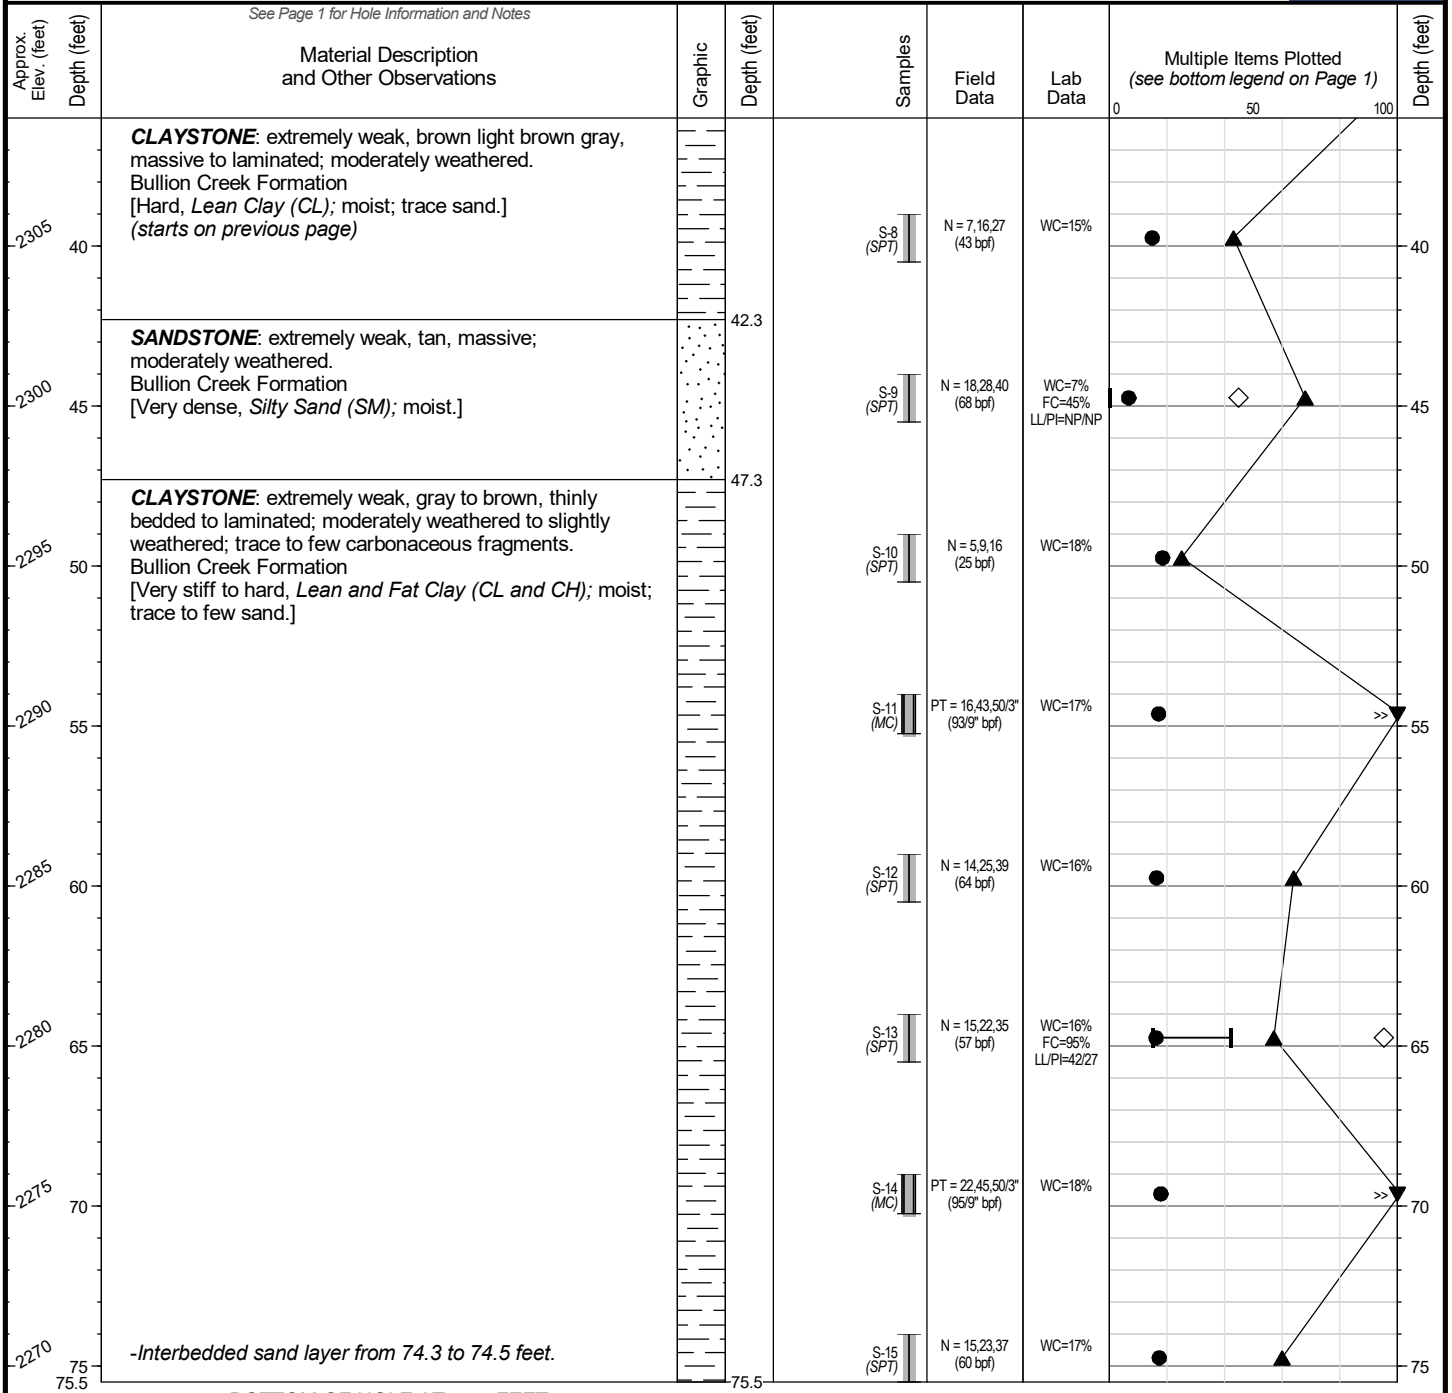 See Page 1 for Hole Information and Notes
Approx.
Elev. (feet)
Depth (feet)
Material Description
and Other Observations
Graphic
Depth (feet)
Samples
Field
Data
Lab
Data
Multiple Items Plotted
(see bottom legend on Page 1)
0 50 100
Depth (feet)
CLAYSTONE: extremely weak, brown light brown gray,
massive to laminated; moderately weathered.
Bullion Creek Formation
[Hard, Lean Clay (CL); moist; trace sand.]
(starts on previous page)
2305
40
S-8
(SPT)
N = 7,16,27
(43 bpf)
WC=15%
40
42.3
SANDSTONE: extremely weak, tan, massive;
moderately weathered.
Bullion Creek Formation
[Very dense, Silty Sand (SM); moist.]
2300
45
S-9
(SPT)
N = 18,28,40
(68 bpf)
WC=7%
FC=45%
LL/PI=NP/NP
45
47.3
CLAYSTONE: extremely weak, gray to brown, thinly
bedded to laminated; moderately weathered to slightly
weathered; trace to few carbonaceous fragments.
Bullion Creek Formation
[Very stiff to hard, Lean and Fat Clay (CL and CH); moist;
trace to few sand.]
2295
50
S-10
(SPT)
N = 5,9,16
(25 bpf)
WC=18%
50
2290
55
S-11
(MC)
PT = 16,43,50/3"
(93/9" bpf)
WC=17%
>>
55
2285
60
S-12
(SPT)
N = 14,25,39
(64 bpf)
WC=16%
60
2280
65
S-13
(SPT)
N = 15,22,35
(57 bpf)
WC=16%
FC=95%
LL/PI=42/27
65
2275
70
S-14
(MC)
PT = 22,45,50/3"
(95/9" bpf)
WC=18%
>>
70
-Interbedded sand layer from 74.3 to 74.5 feet.
2270
75
75.5
75.5
S-15
(SPT)
N = 15,23,37
(60 bpf)
WC=17%
75